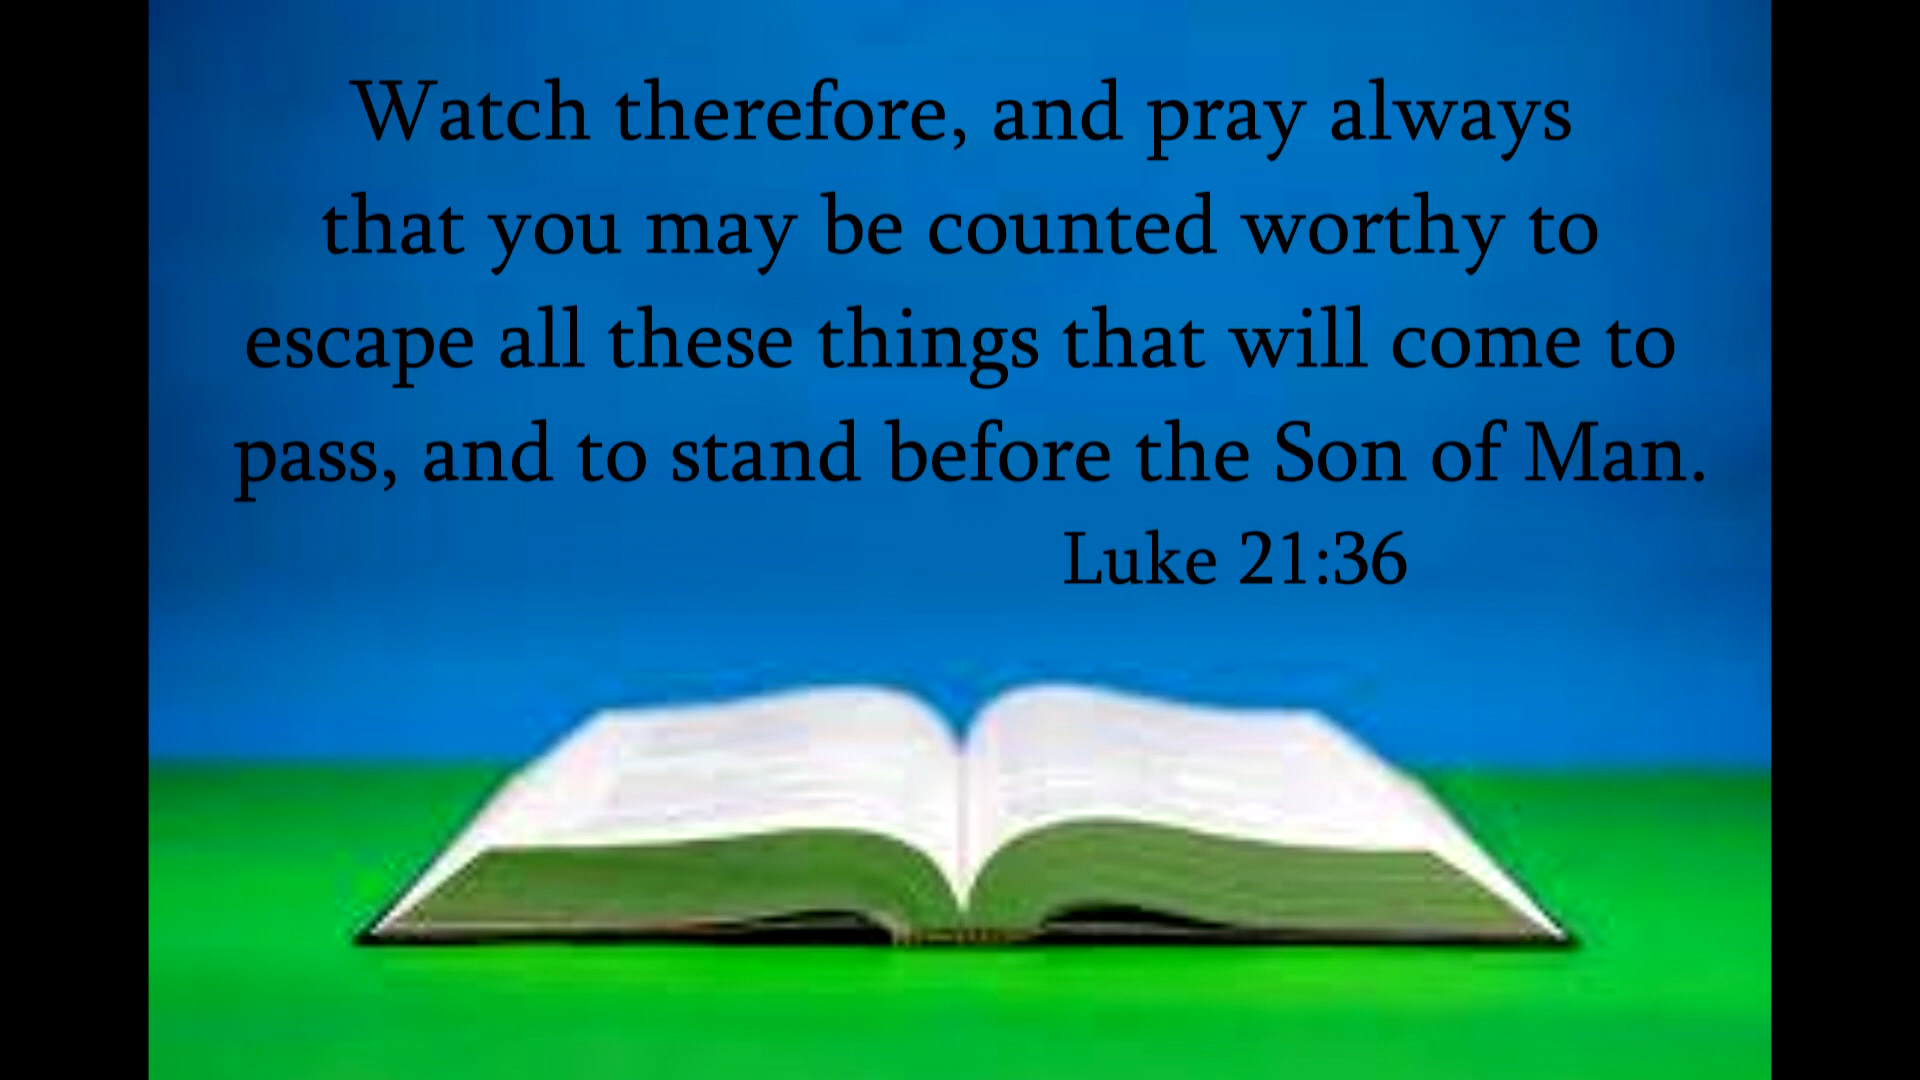 Watch therefore, and pray always
that you may be counted worthy to
escape all these things that will come to
pass, and to stand before the Son of Man.
Luke 21:36